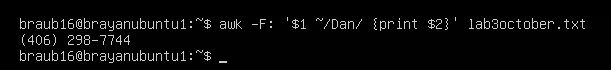 braub16@brayanubuntu1:~$ awk -F: '$1 ~/Dan/ {print $2}' lab3october.txt
(406) 298-7744
braub16@brayanubuntu1:~$ _